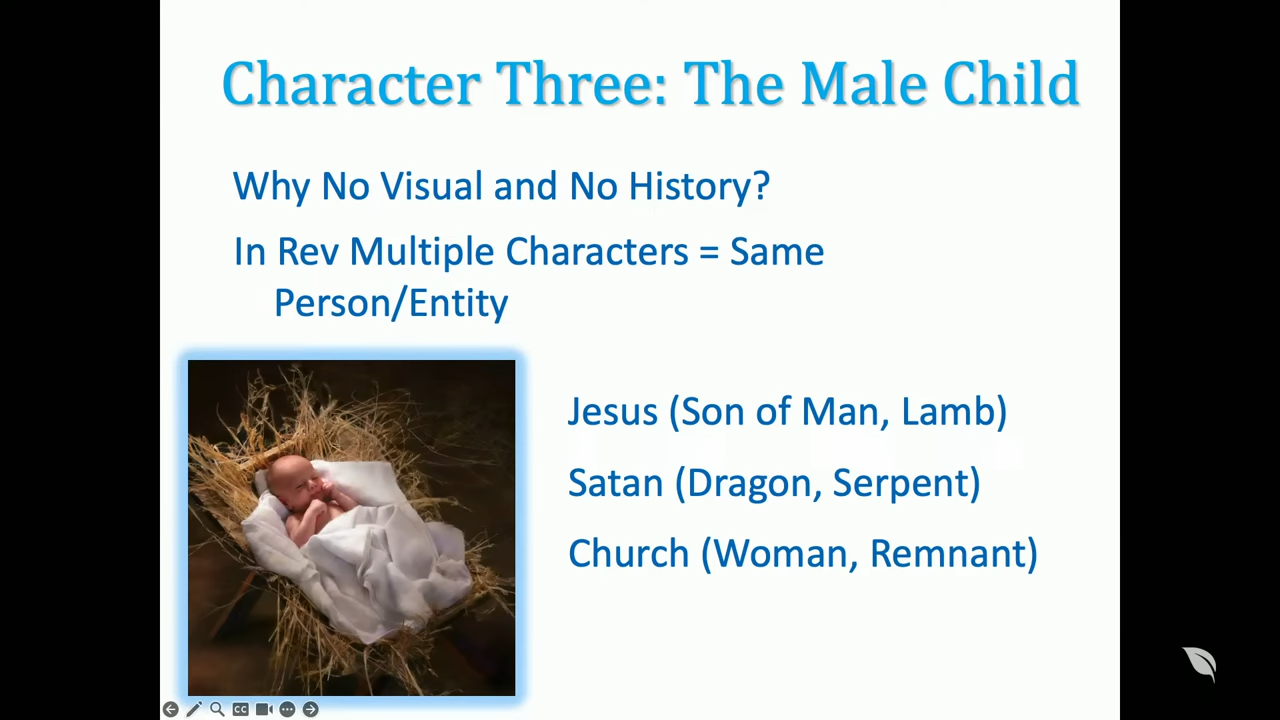 Character Three: The Male Child
Why No Visual and No History?
In Rev Multiple Characters = Same
Person/Entity
Jesus (Son of Man, Lamb)
Satan (Dragon, Serpent)
Church (Woman, Remnant)
CC